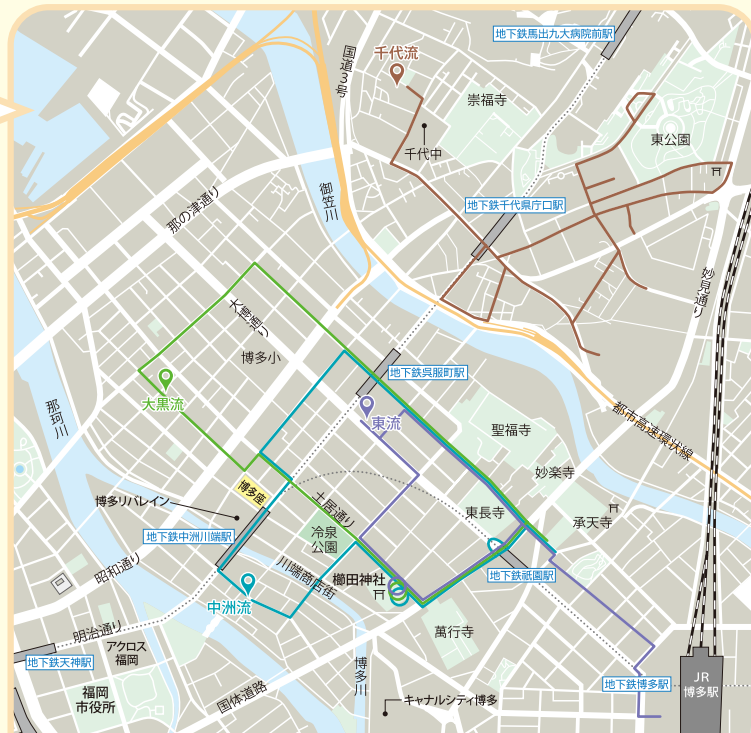 地下鉄馬出九大病院前駅
国道3号
千代流
崇福寺
東公園
千代中
御笠川
那の津通り
地下鉄千代県庁口駅
妙見通り
大博通り
博多小
地下鉄呉服町駅
大黒流
東流
那珂川
都市高速環状線
聖福寺
妙楽寺
博多座
博多リバレイン
土居通り
東長寺
承天寺
冷泉
公園
地下鉄中洲川端駅
昭和通り
川端商店街
櫛田神社
地下鉄祇園駅
中洲流
明治通り
萬行寺
アクロス
福岡
地下鉄天神駅
博多川
国体道路
福岡
市役所
キャナルシティ博多
地下鉄博多駅
JR
博多駅